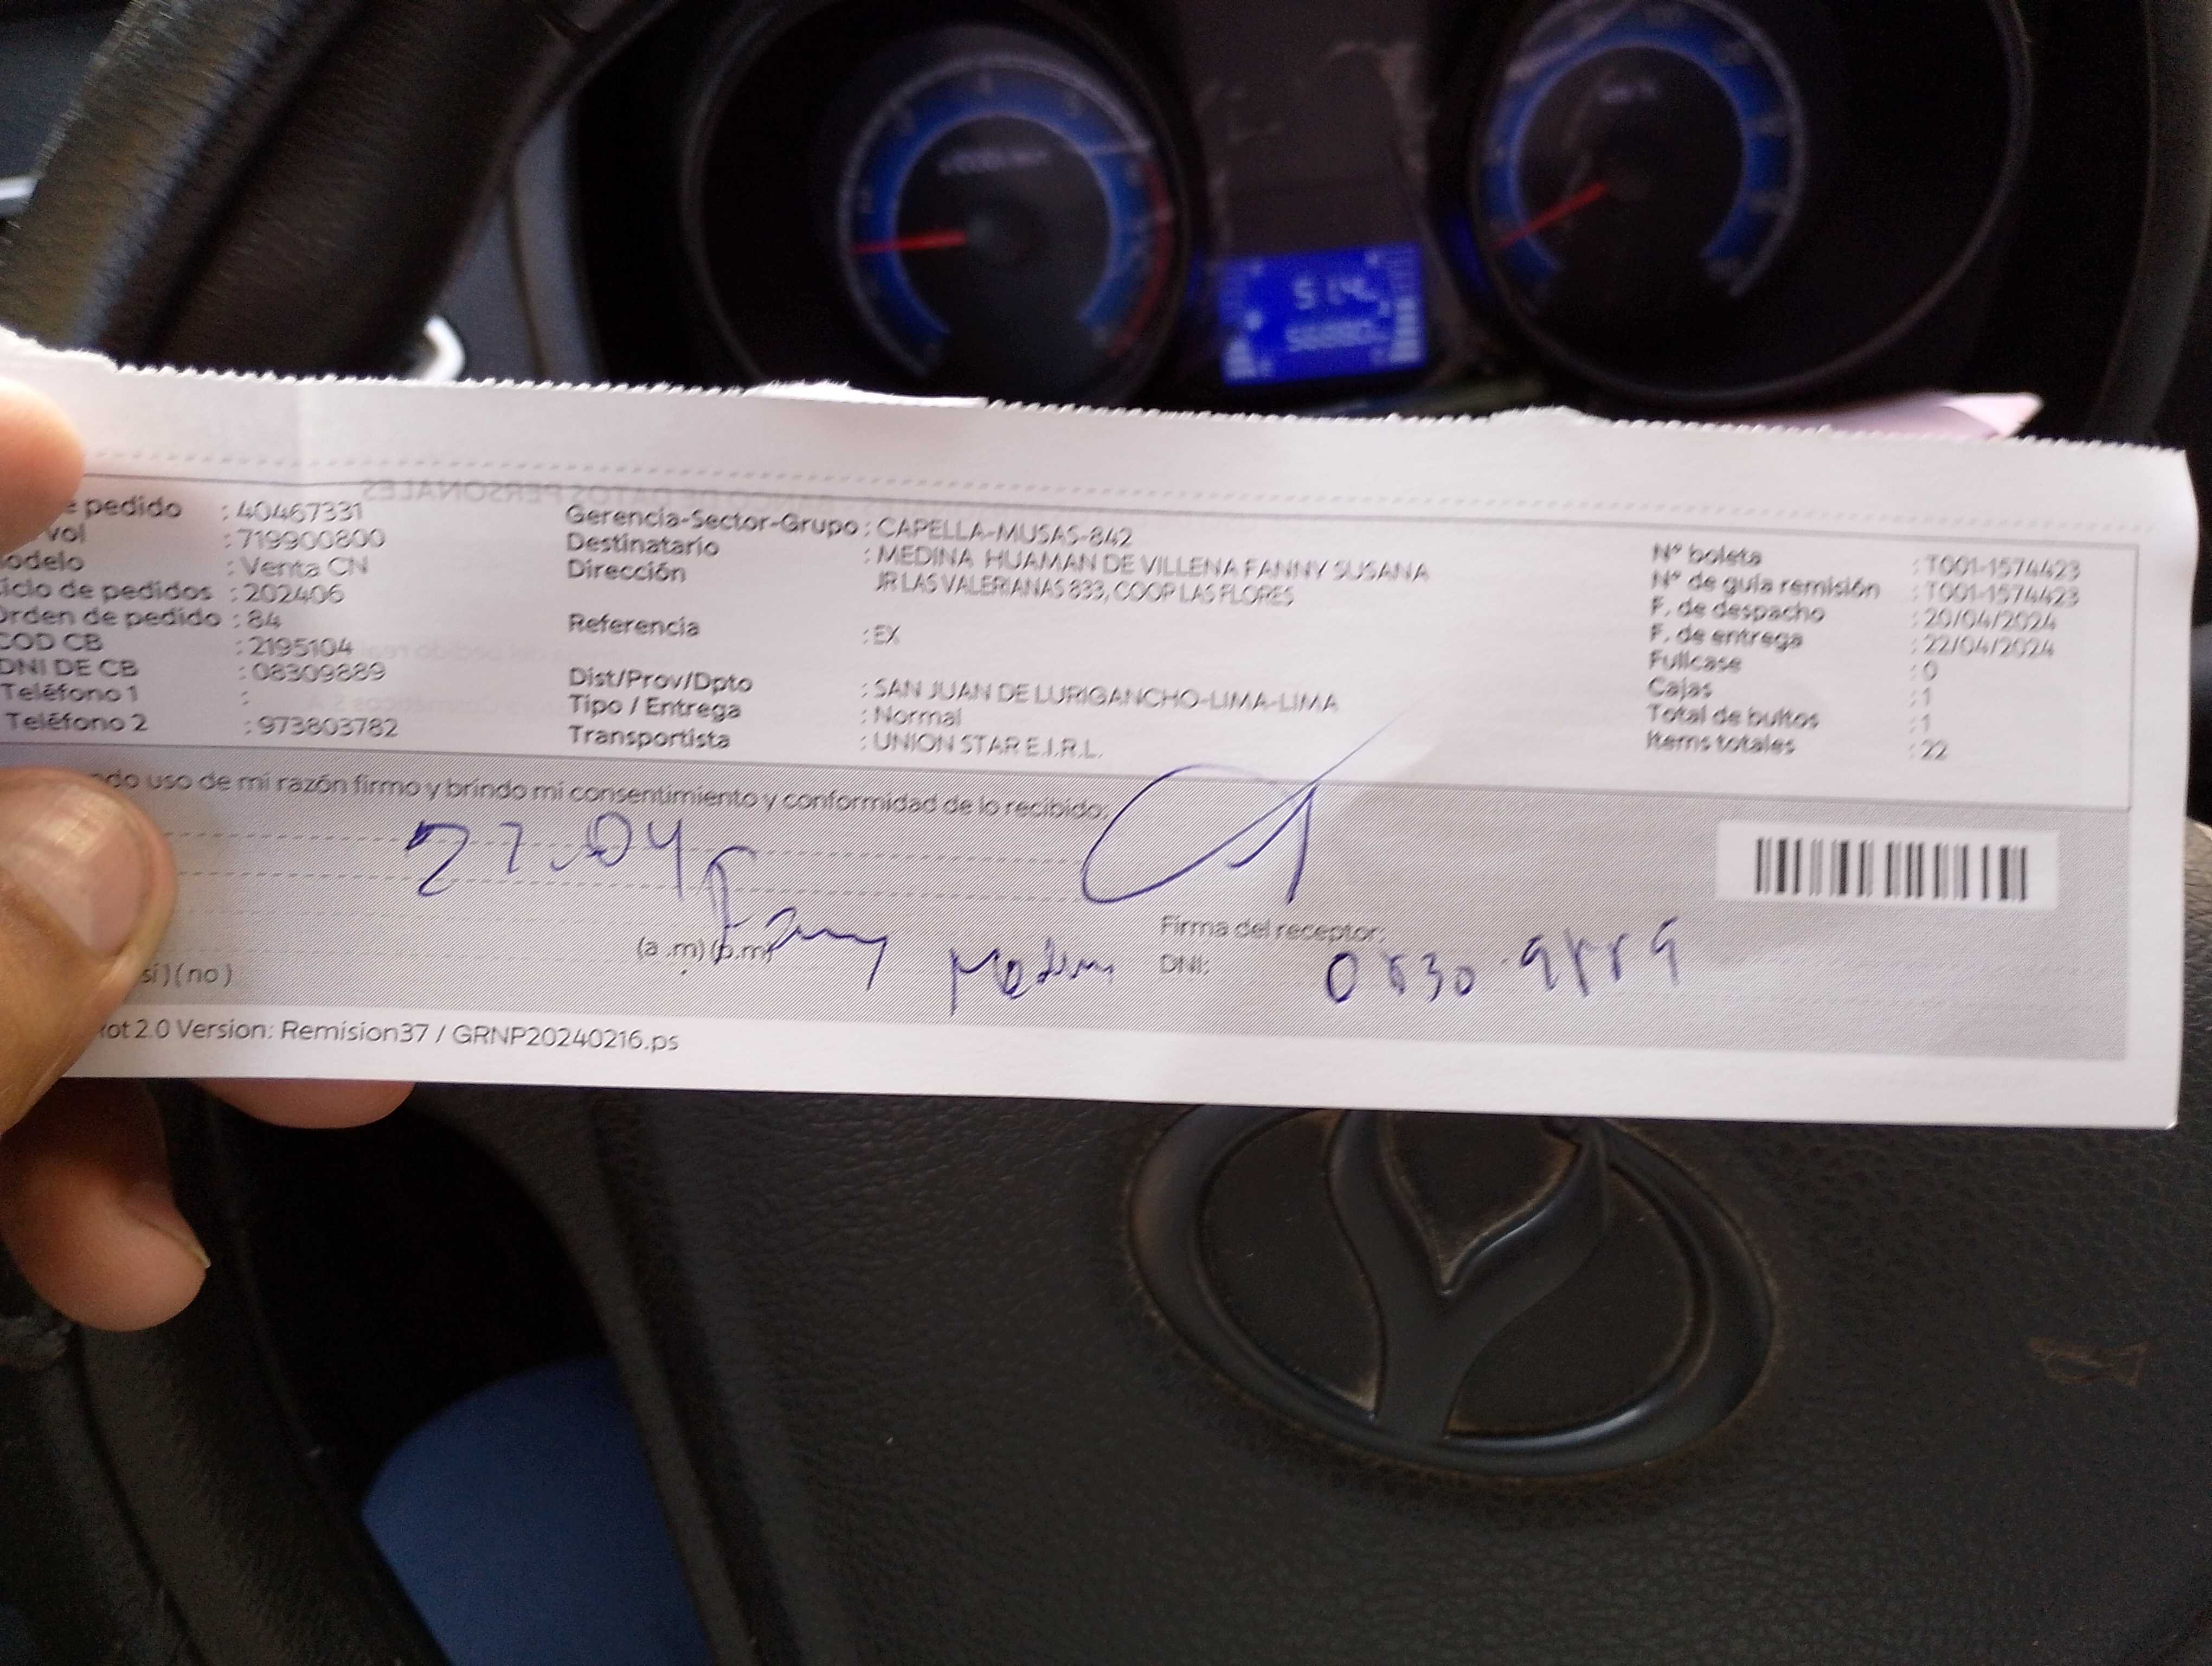 e pedido : 40467331
vol : 719900800
odelo : Venta CN
iclo de pedidos : 202406
Orden de pedido : 84
COD CB : 2195104
DNI DE CB : 08309889
Teléfono 1 :
Teléfono 2 : 973803782
Gerencia-Sector-Grupo : CAPELLA-MUSAS-842
Destinatario : MEDINA HUAMAN DE VILLENA FANNY SUSANA
Dirección JR LAS VALERIANAS 833, COOP LAS FLORES
Referencia : EX
Dist/Prov/Dpto : SAN JUAN DE LURIGANCHO-LIMA-LIMA
Tipo / Entrega : Normal
Transportista : UNION STAR E.I.R.L.
N° boleta : T001-1574423
N° de guía remisión : T001-1574423
F. de despacho : 20/04/2024
F. de entrega : 22/04/2024
Fullcase : 0
Cajas : 1
Total de bultos : 1
Items totales : 22
ndo uso de mi razón firmo y brindo mi consentimiento y conformidad de lo recibido:
22.04
Fanny Medina
(a .m) (p.m)
Firma del receptor:
DNI: 0830.9889
si ) ( no )
ot 2.0 Version: Remision37 / GRNP20240216.ps